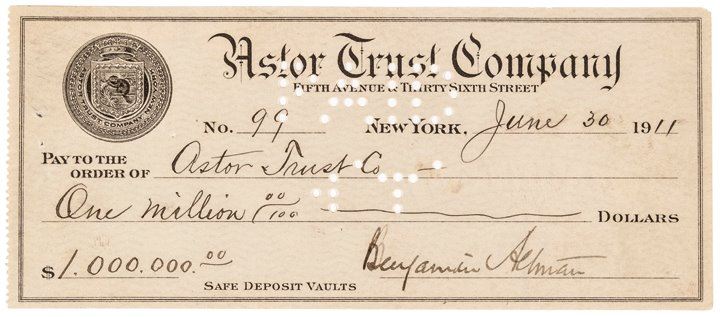 Astor Trust Company
FIFTH AVENUE & THIRTY SIXTH STREET
No. 99 NEW YORK, June 30 1911
PAY TO THE
ORDER OF Astor Trust Co
One million 00/100 DOLLARS
$1.000.000.00 Benjamin Altman
SAFE DEPOSIT VAULTS